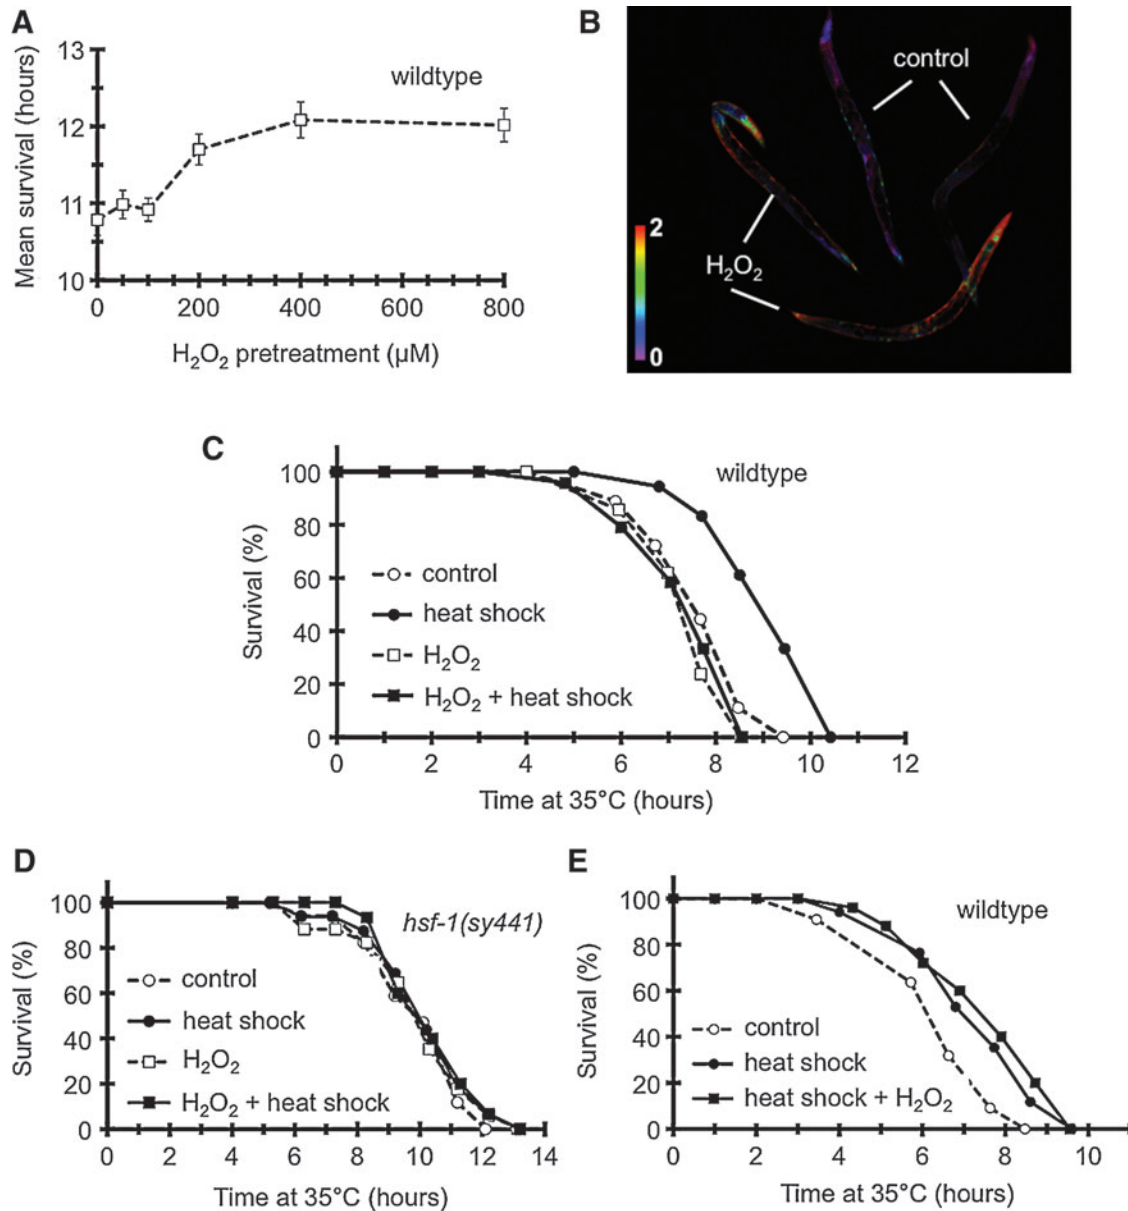 A
13
12
11
10
Mean survival (hours)
wildtype
0
200
400
600
800
H₂O₂ pretreatment (µM)
B
control
H₂O₂
2
0
C
100
80
60
40
20
0
Survival (%)
wildtype
control
heat shock
H₂O₂
H₂O₂ + heat shock
0 2 4 6 8 10 12
Time at 35°C (hours)
D
100
80
60
40
20
0
Survival (%)
hsf-1(sy441)
control
heat shock
H₂O₂
H₂O₂ + heat shock
0 2 4 6 8 10 12 14
Time at 35°C (hours)
E
100
80
60
40
20
0
Survival (%)
wildtype
control
heat shock
heat shock + H₂O₂
0 2 4 6 8 10
Time at 35°C (hours)